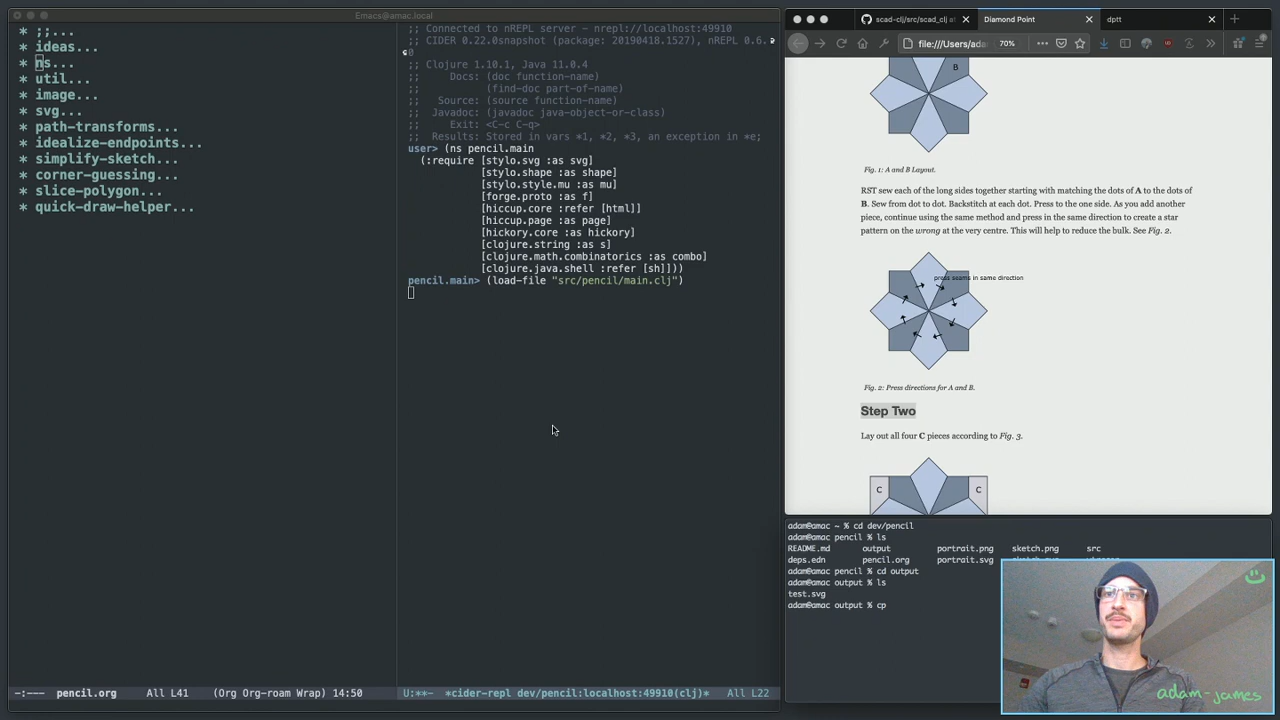 Emacs@amac.local
* ;;...
* ideas...
* ns...
* util...
* image...
* svg...
* path-transforms...
* idealize-endpoints...
* simplify-sketch...
* corner-guessing...
* slice-polygon...
* quick-draw-helper...
-:--- pencil.org All L41 (Org Org-roam Wrap) 14:50
;; Connected to nREPL server - nrepl://localhost:49910
;; CIDER 0.22.0snapshot (package: 20190418.1527), nREPL 0.6.
0
;; Clojure 1.10.1, Java 11.0.4
;; Docs: (doc function-name)
;; (find-doc part-of-name)
;; Source: (source function-name)
;; Javadoc: (javadoc java-object-or-class)
;; Exit: <C-c C-q>
;; Results: Stored in vars *1, *2, *3, an exception in *e;
user> (ns pencil.main
(:require [stylo.svg :as svg]
[stylo.shape :as shape]
[stylo.style.mu :as mu]
[forge.proto :as f]
[hiccup.core :refer [html]]
[hiccup.page :as page]
[hickory.core :as hickory]
[clojure.string :as s]
[clojure.math.combinatorics :as combo]
[clojure.java.shell :refer [sh]]))
pencil.main> (load-file "src/pencil/main.clj")
U:**- *cider-repl dev/pencil:localhost:49910(clj)* All L22
scad-clj/src/scad_clj at
Diamond Point
dptt
file:///Users/ada
70%
B
Fig. 1: A and B Layout.
RST sew each of the long sides together starting with matching the dots of A to the dots of
B. Sew from dot to dot. Backstitch at each dot. Press to the one side. As you add another
piece, continue using the same method and press in the same direction to create a star
pattern on the wrong at the very centre. This will help to reduce the bulk. See Fig. 2.
press seams in same direction
Fig. 2: Press directions for A and B.
Step Two
Lay out all four C pieces according to Fig. 3.
C C
adam@amac ~ % cd dev/pencil
adam@amac pencil % ls
README.md output portrait.png sketch.png src
deps.edn pencil.org portrait.svg
adam@amac pencil % cd output
adam@amac output % ls
test.svg
adam@amac output % cp
adam-james